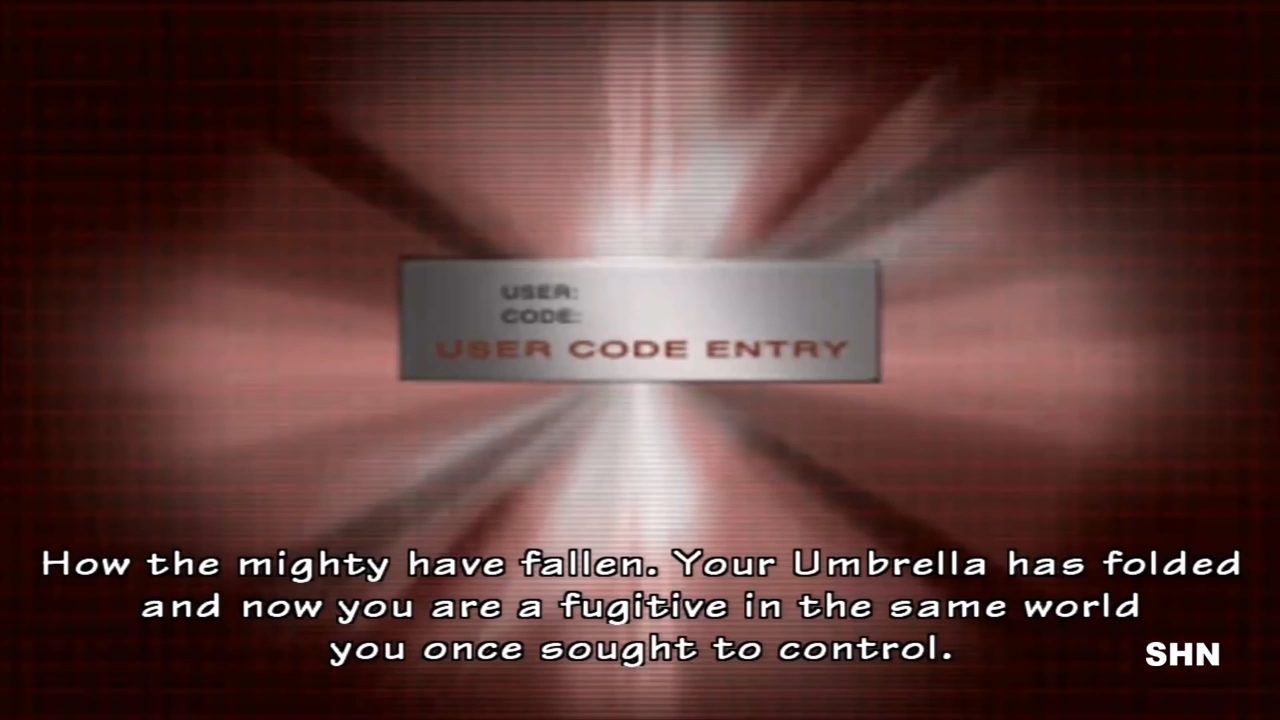 USER:
CODE:
USER CODE ENTRY
How the mighty have fallen. Your Umbrella has folded
and now you are a fugitive in the same world
you once sought to control.
SHN